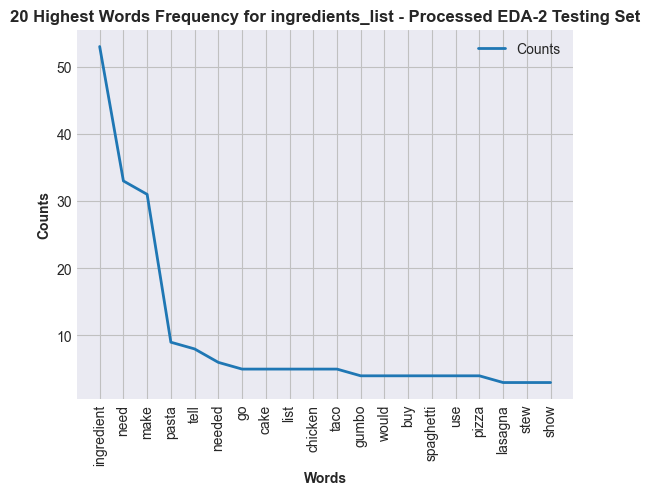 20 Highest Words Frequency for ingredients_list - Processed EDA-2 Testing Set
Counts
50
40
30
20
10
Counts
ingredient
need
make
pasta
tell
needed
go
cake
list
chicken
taco
gumbo
would
buy
spaghetti
use
pizza
lasagna
stew
show
Words